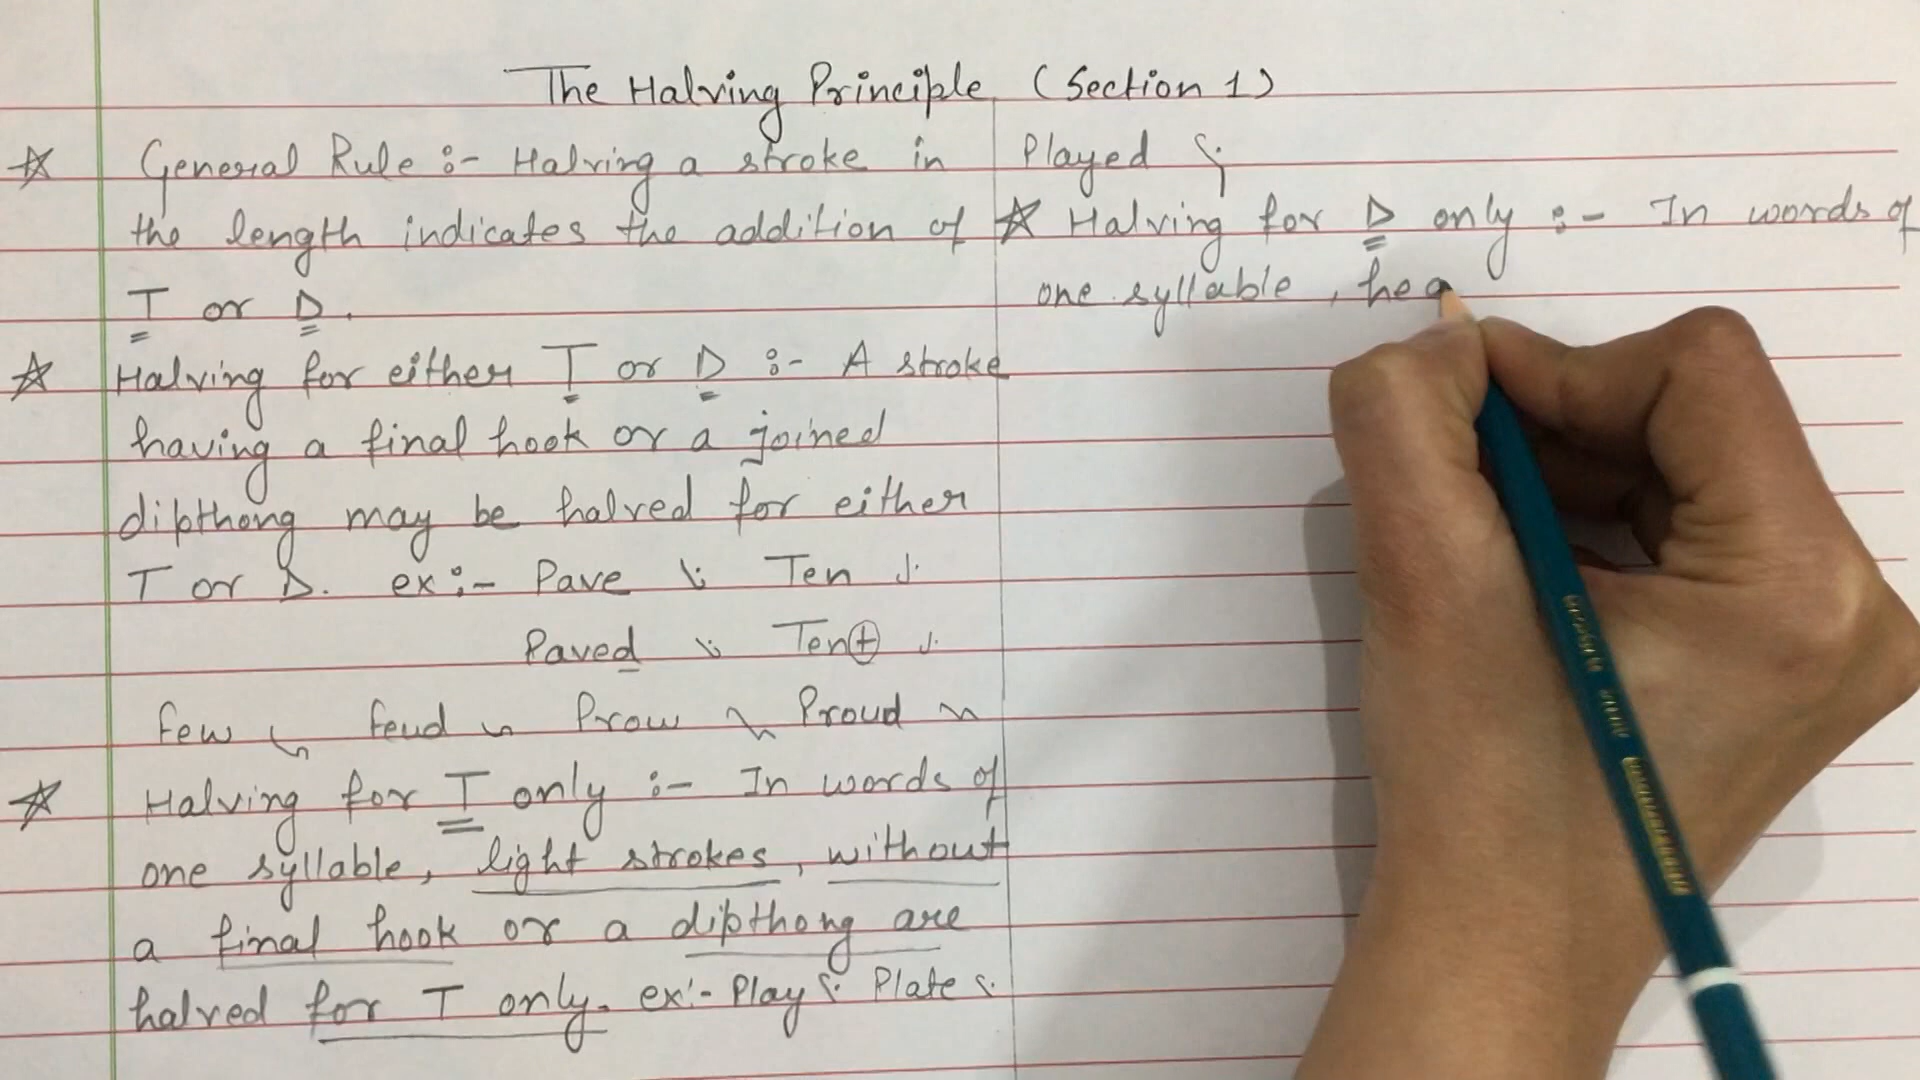 The Halving Principle (Section 1)
☆ General Rule :- Halving a stroke in
the length indicates the addition of
T or D.
☆ Halving for either T or D :- A stroke
having a final hook or a joined
dipthong may be halved for either
T or D. ex :- Pave Ten
Paved Tent
Few Feud Prow Proud
☆ Halving for T only :- In words of
one syllable, light strokes, without
a final hook or a dipthong are
halved for T only. ex:- Play Plate
Played
☆ Halving for D only :- In words of
one syllable, hea